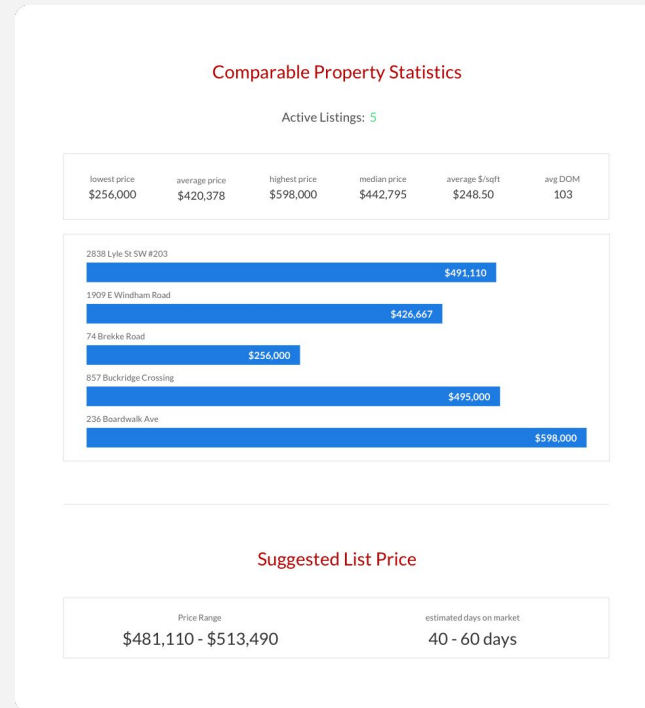 Comparable Property Statistics
Active Listings: 5
lowest price average price highest price median price average $/sqft avg DOM
$256,000 $420,378 $598,000 $442,795 $248.50 103
2838 Lyle St SW #203
$491,110
1909 E Windham Road
$426,667
74 Brekke Road
$256,000
857 Buckridge Crossing
$495,000
236 Boardwalk Ave
$598,000
Suggested List Price
Price Range estimated days on market
$481,110 - $513,490 40 - 60 days